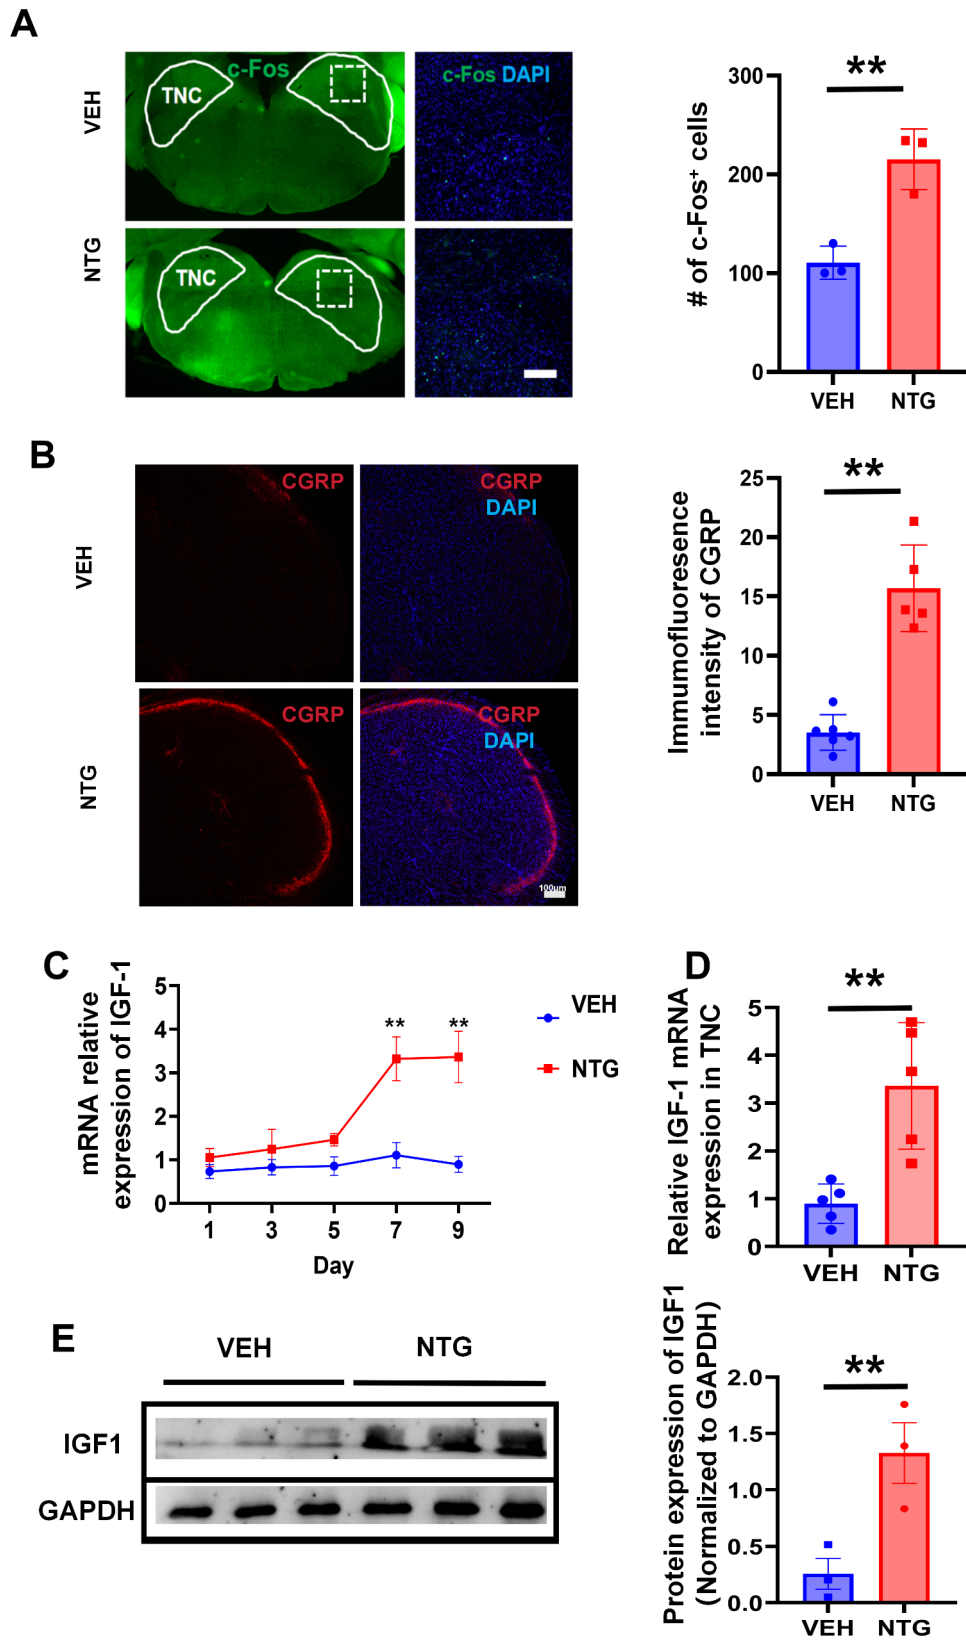 A
VEH
TNC
c-Fos
c-Fos DAPI
NTG
TNC
# of c-Fos⁺ cells
**
300
200
100
0
VEH NTG
B
VEH
CGRP
CGRP
DAPI
NTG
CGRP
CGRP
DAPI
100um
Immunofluoresence
intensity of CGRP
**
25
20
15
10
5
0
VEH NTG
C
mRNA relative
expression of IGF-1
5
4
3
2
1
0
** **
1 3 5 7 9
Day
VEH
NTG
D
Relative IGF-1 mRNA
expression in TNC
**
5
4
3
2
1
0
VEH NTG
E
VEH NTG
IGF1
GAPDH
Protein expression of IGF1
(Normalized to GAPDH)
**
2.0
1.5
1.0
0.5
0.0
VEH NTG